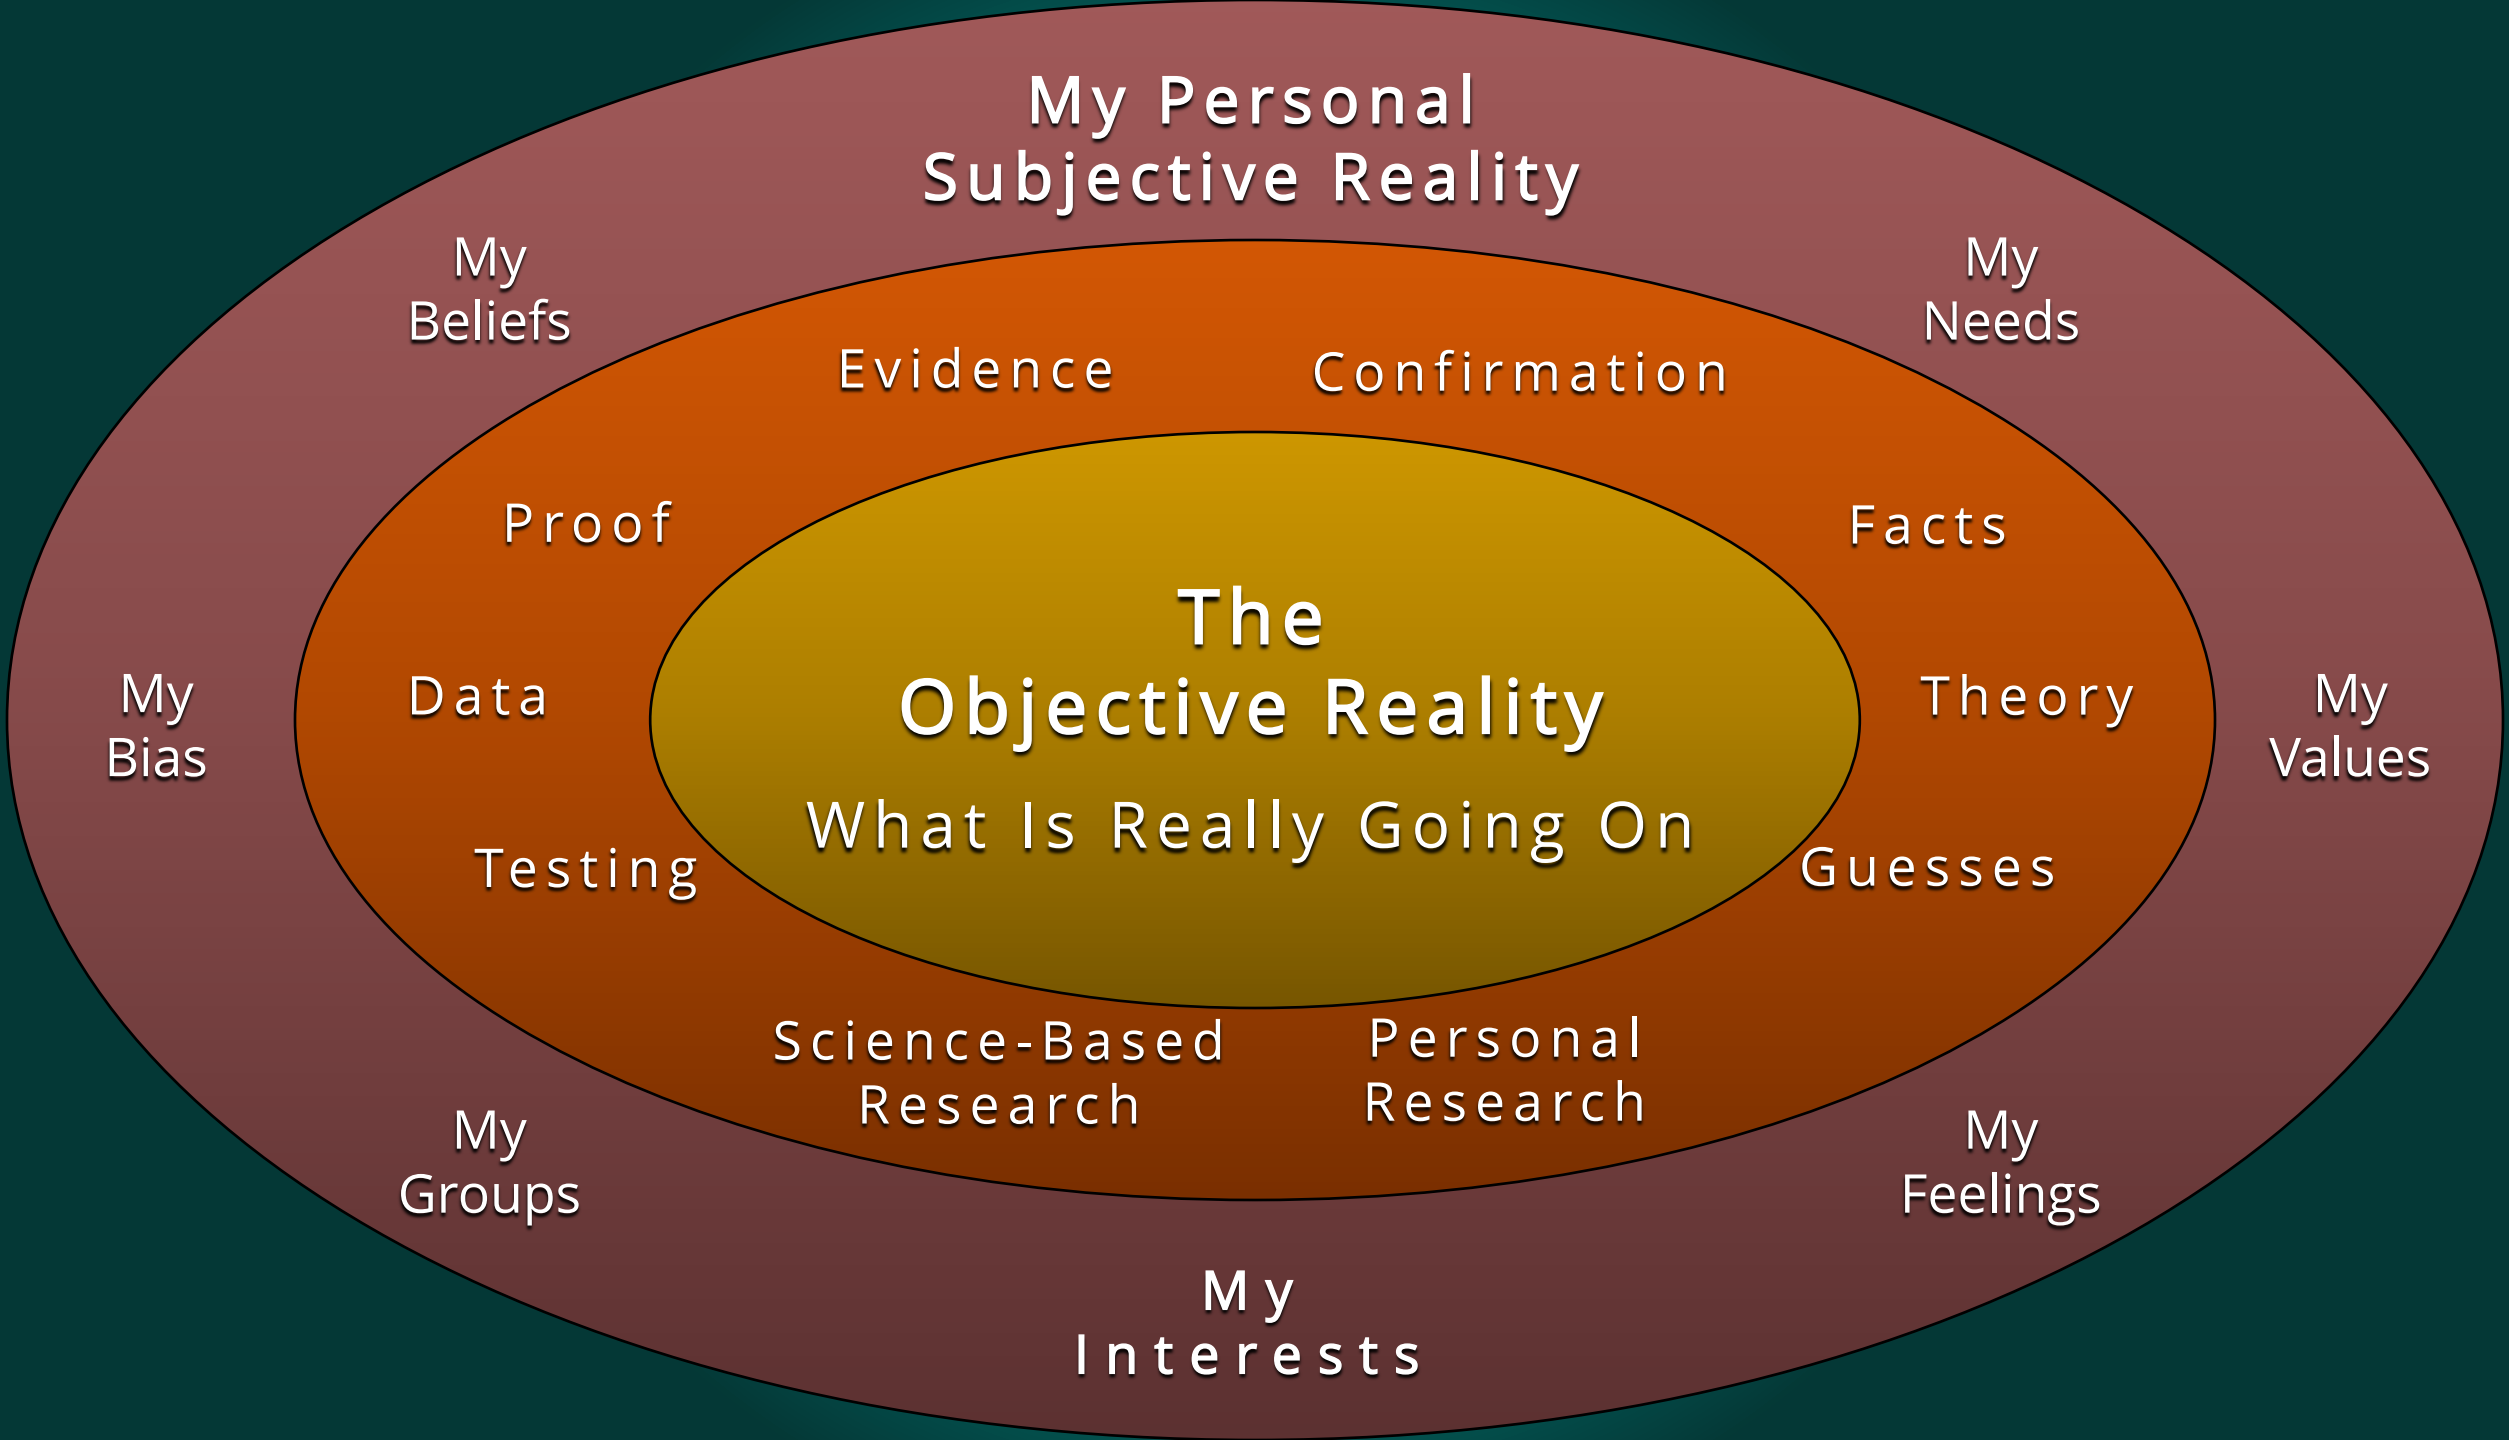 My Personal
Subjective Reality
My
Beliefs
My
Needs
Evidence
Confirmation
Proof
Facts
The
Objective Reality
What Is Really Going On
Data
Theory
My
Bias
My
Values
Testing
Guesses
Science-Based
Research
Personal
Research
My
Groups
My
Feelings
My
Interests